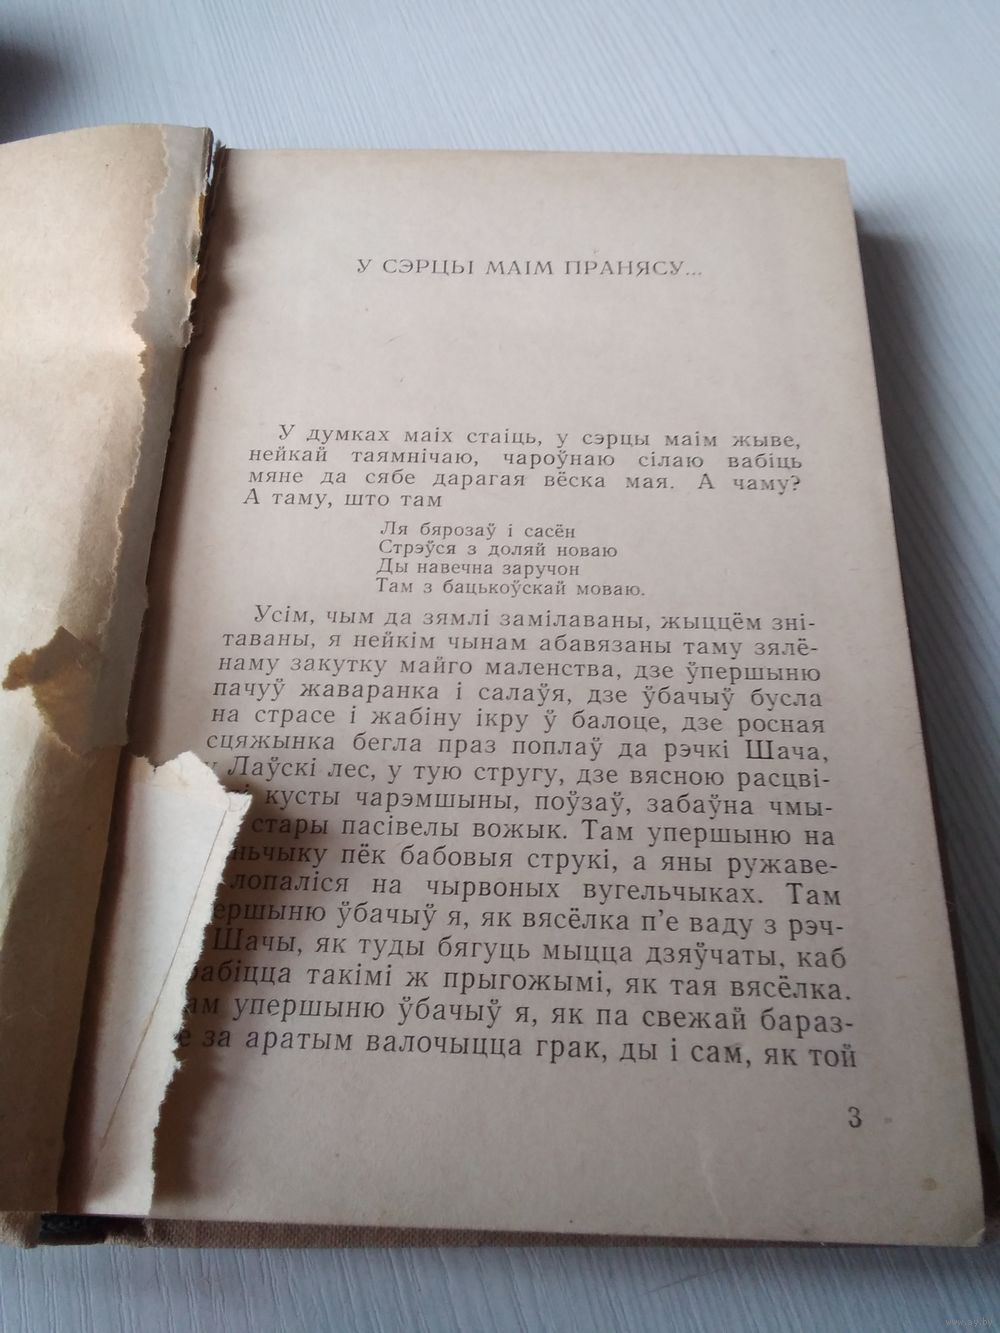 У СЭРЦЫ МАІМ ПРАНЯСУ...
У думках маіх стаіць, у сэрцы маім жыве,
нейкай таямнічаю, чароўнаю сілаю вабіць
мяне да сябе дарагая вёска мая. А чаму?
А таму, што там
Ля бярозаў і сасён
Стрэўся з доляй новаю
Ды навечна заручон
Там з бацькоўскай моваю.
Усім, чым да зямлі замілаваны, жыццём зні-
таваны, я нейкім чынам абавязаны таму зялё-
наму закутку майго маленства, дзе ўпершыню
пачуў жаваранка і салаўя, дзе ўбачыў бусла
на страсе і жабіну ікру ў балоце, дзе росная
сцяжынка бегла праз поплаў да рэчкі Шача,
у Лаўскі лес, у тую стругу, дзе вясною расцві-
кусты чарэмшыны, поўзаў, забаўна чмы-
стары пасівелы вожык. Там упершыню на
пёк бабовыя струкі, а яны ружаве-
лопаліся на чырвоных вугельчыках. Там
ершыню ўбачыў я, як вясёлка п'е ваду з рэч-
Шачы, як туды бягуць мыцца дзяўчаты, каб
рабіцца такімі ж прыгожымі, як тая вясёлка.
ам упершыню ўбачыў я, як па свежай бараз-
е за аратым валочыцца грак, ды і сам, як той
3
www.ay.by